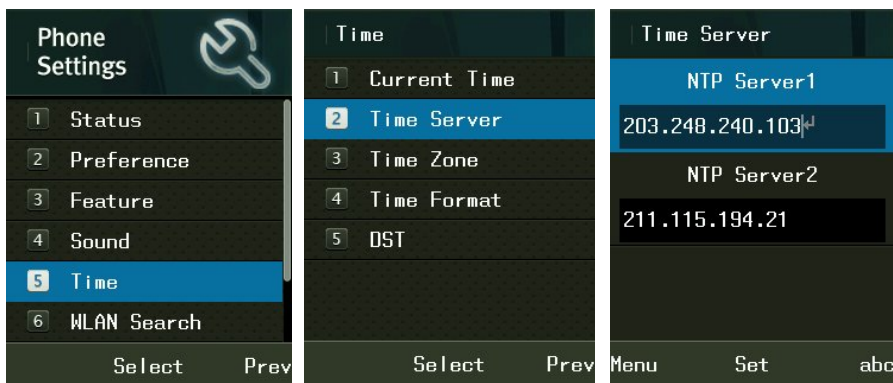 Phone
Settings
1 Status
2 Preference
3 Feature
4 Sound
5 Time
6 WLAN Search
Select Prev
Time
1 Current Time
2 Time Server
3 Time Zone
4 Time Format
5 DST
Select Prev
Time Server
NTP Server1
203.248.240.103
NTP Server2
211.115.194.21
Menu Set abc